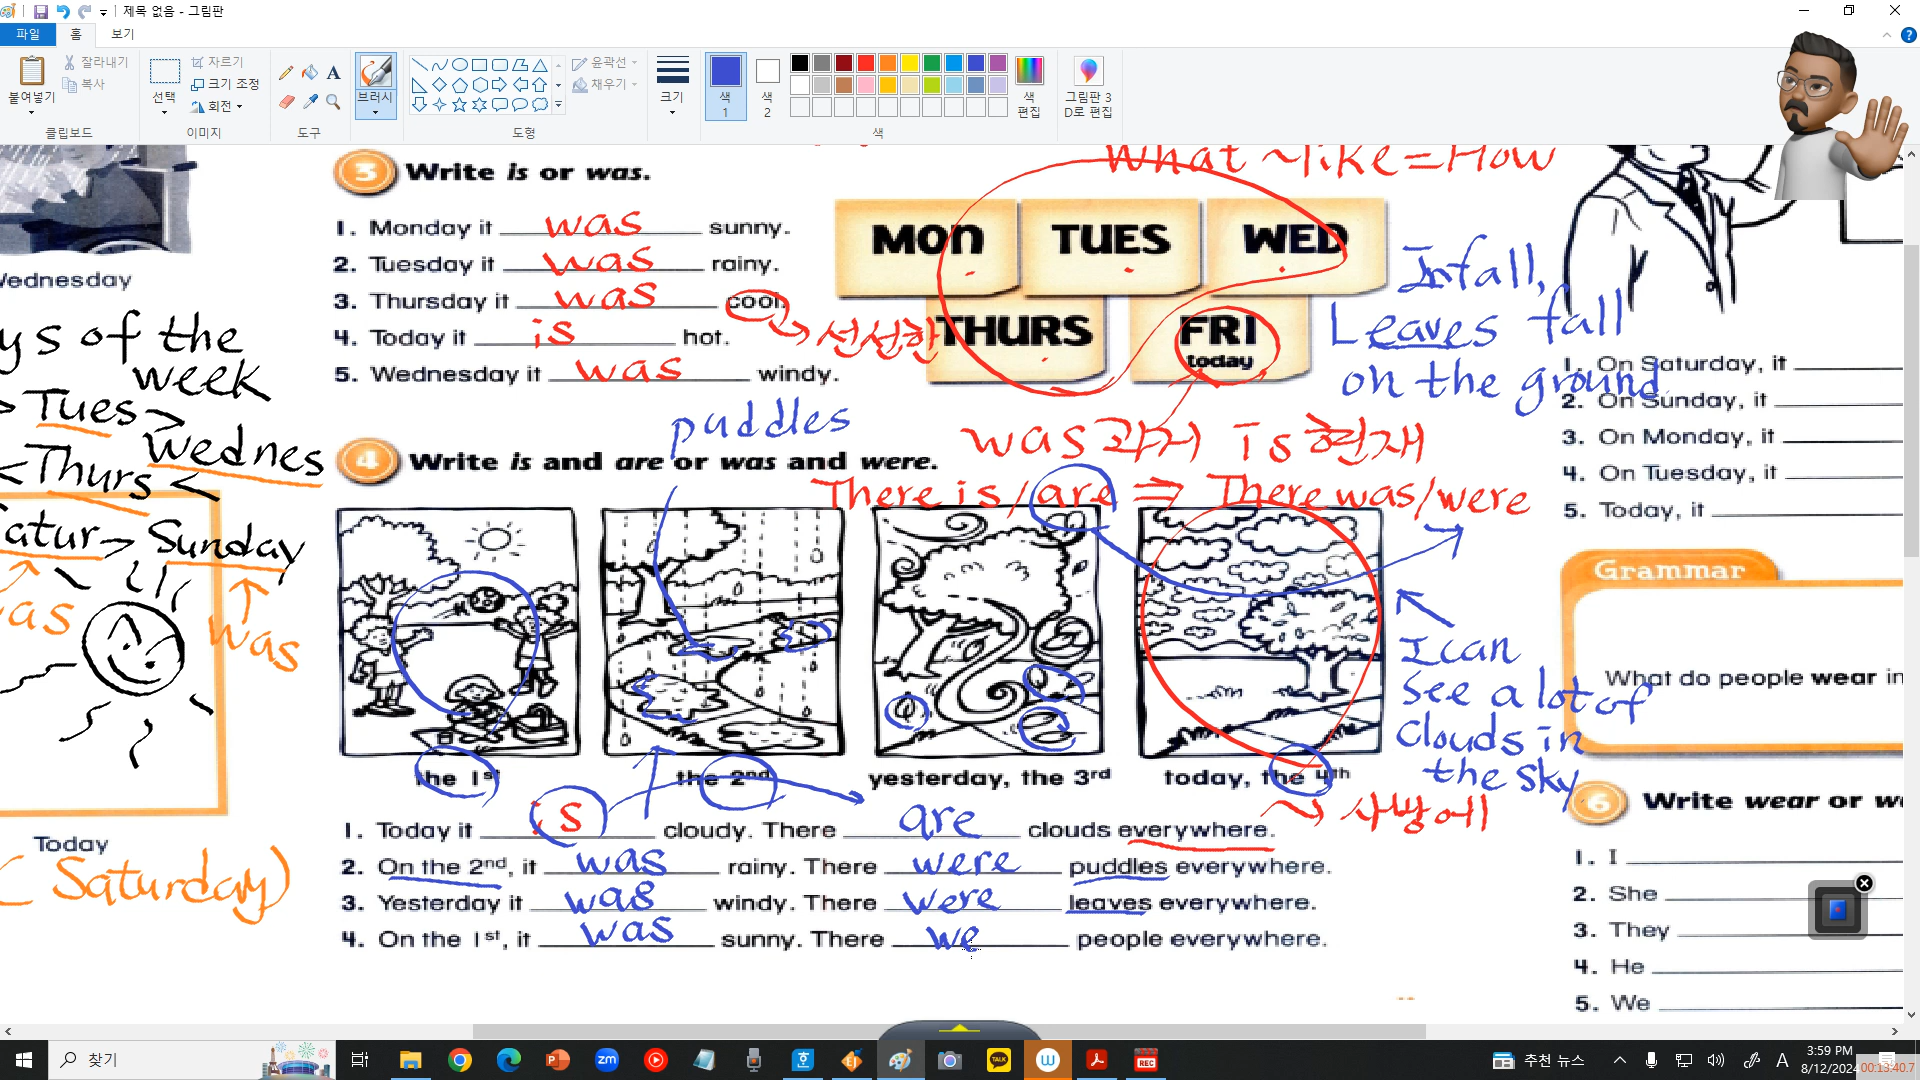 제목 없음 - 그림판
파일
홈
보기
붙여넣기
잘라내기
복사
클립보드
선택
자르기
크기 조정
회전
이미지
도구
브러시
윤곽선
채우기
도형
크기
색
1
색
2
색
편집
색
그림판 3
D로 편집
What ~like = How
3 Write is or was.
1. Monday it was sunny.
2. Tuesday it was rainy.
3. Thursday it was cool. 선선한
4. Today it is hot.
5. Wednesday it was windy.
MON TUES WED
THURS FRI
today
In fall,
Leaves fall
on the ground
Wednesday
ys of the
week
> Tues >
Wednes
< Thurs <
atur > Sunday
was was
Today
( Saturday)
puddles
was 과거 is 현재
4 Write is and are or was and were.
There is/are ⇒ There was/were
the 1st
the 2nd
yesterday, the 3rd
today, the 4th
I can
see a lot of
clouds in
the sky
사방에
1. Today it is cloudy. There are clouds everywhere.
2. On the 2nd, it was rainy. There were puddles everywhere.
3. Yesterday it was windy. There were leaves everywhere.
4. On the 1st, it was sunny. There we people everywhere.
1. On Saturday, it
2. On Sunday, it
3. On Monday, it
4. On Tuesday, it
5. Today, it
Grammar
What do people wear in
6 Write wear or we
1. I
2. She
3. They
4. He
5. We
찾기
추천 뉴스
A
3:59 PM
8/12/2024
00:13:40.7